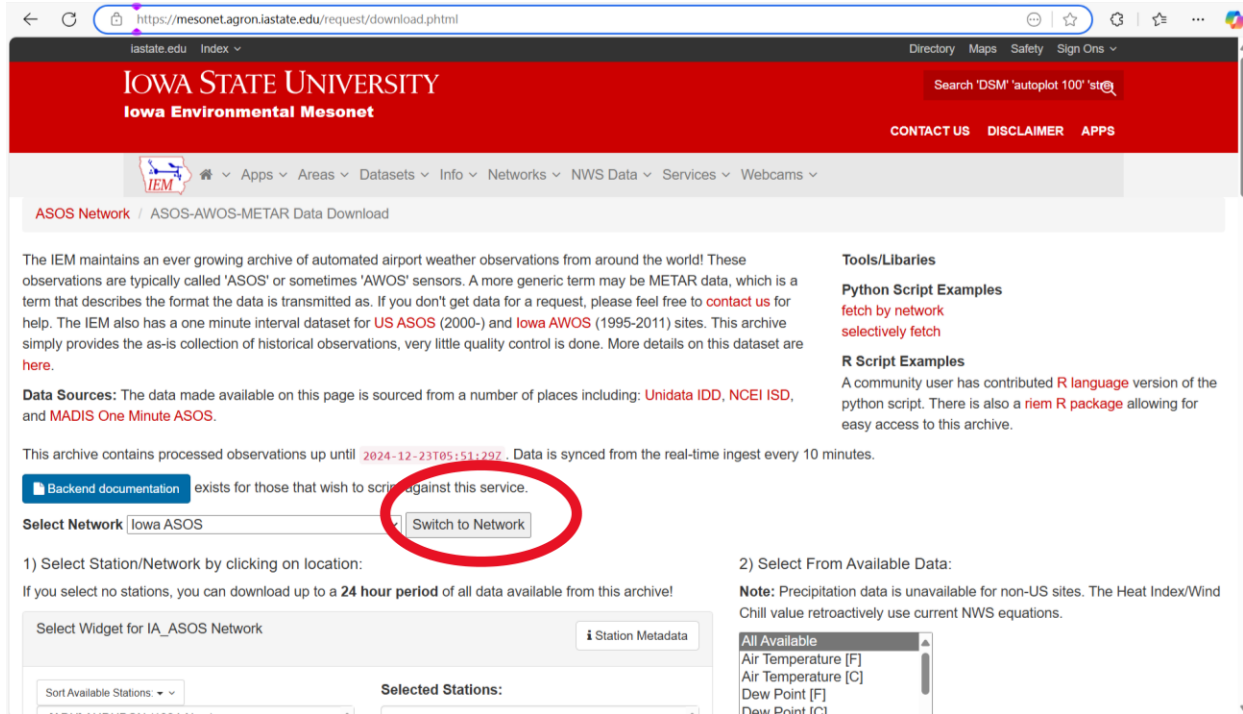 https://mesonet.agron.iastate.edu/request/download.phtml
iastate.edu Index
Directory Maps Safety Sign Ons
IOWA STATE UNIVERSITY
Iowa Environmental Mesonet
Search 'DSM' 'autoplot 100' 'stre
CONTACT US DISCLAIMER APPS
IEM Apps Areas Datasets Info Networks NWS Data Services Webcams
ASOS Network / ASOS-AWOS-METAR Data Download
The IEM maintains an ever growing archive of automated airport weather observations from around the world! These
observations are typically called 'ASOS' or sometimes 'AWOS' sensors. A more generic term may be METAR data, which is a
term that describes the format the data is transmitted as. If you don't get data for a request, please feel free to contact us for
help. The IEM also has a one minute interval dataset for US ASOS (2000-) and Iowa AWOS (1995-2011) sites. This archive
simply provides the as-is collection of historical observations, very little quality control is done. More details on this dataset are
here.
Data Sources: The data made available on this page is sourced from a number of places including: Unidata IDD, NCEI ISD,
and MADIS One Minute ASOS.
Tools/Libaries
Python Script Examples
fetch by network
selectively fetch
R Script Examples
A community user has contributed R language version of the
python script. There is also a riem R package allowing for
easy access to this archive.
This archive contains processed observations up until 2024-12-23T05:51:29Z. Data is synced from the real-time ingest every 10 minutes.
Backend documentation exists for those that wish to script against this service.
Select Network Iowa ASOS Switch to Network
1) Select Station/Network by clicking on location:
If you select no stations, you can download up to a 24 hour period of all data available from this archive!
Select Widget for IA_ASOS Network
Station Metadata
Sort Available Stations:
Selected Stations:
2) Select From Available Data:
Note: Precipitation data is unavailable for non-US sites. The Heat Index/Wind
Chill value retroactively use current NWS equations.
All Available
Air Temperature [F]
Air Temperature [C]
Dew Point [F]
Dew Point [C]